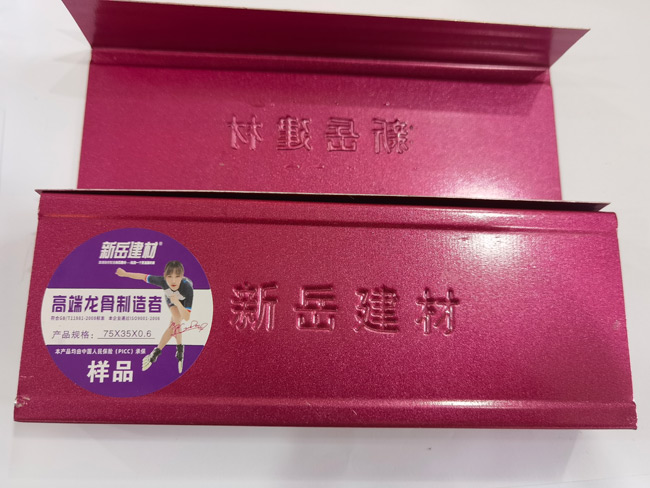 新岳建材
新岳建材®
高端龙骨制造者
产品规格: 75X35X0.6
本产品均由中国人民保险（PICC）承保
样品
新岳建材